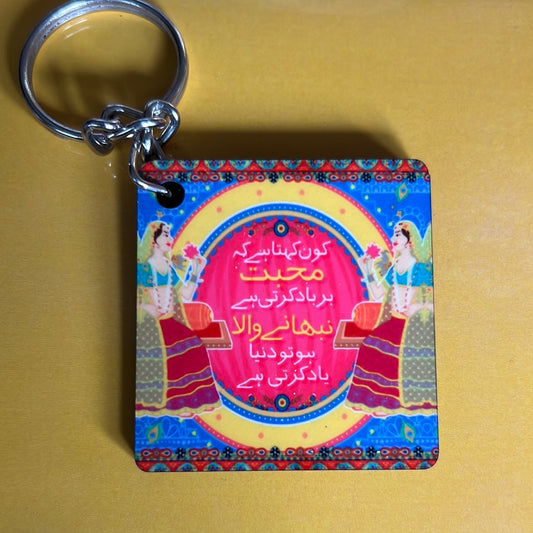 کون کہتا ہے کہ
محبت
برباد کرتی ہے
نبھانے والا
ہو تو دنیا
یاد کرتی ہے